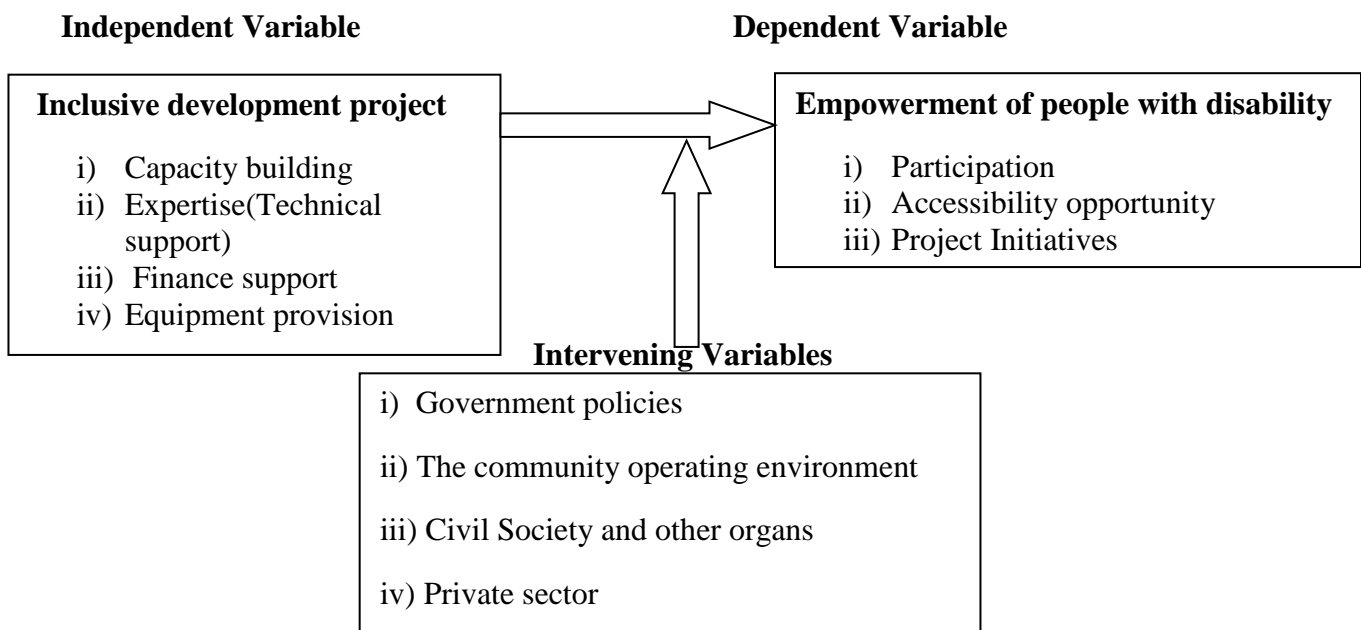 Independent Variable
Dependent Variable
Inclusive development project
i) Capacity building
ii) Expertise(Technical
support)
iii) Finance support
iv) Equipment provision
Empowerment of people with disability
i) Participation
ii) Accessibility opportunity
iii) Project Initiatives
Intervening Variables
i) Government policies
ii) The community operating environment
iii) Civil Society and other organs
iv) Private sector